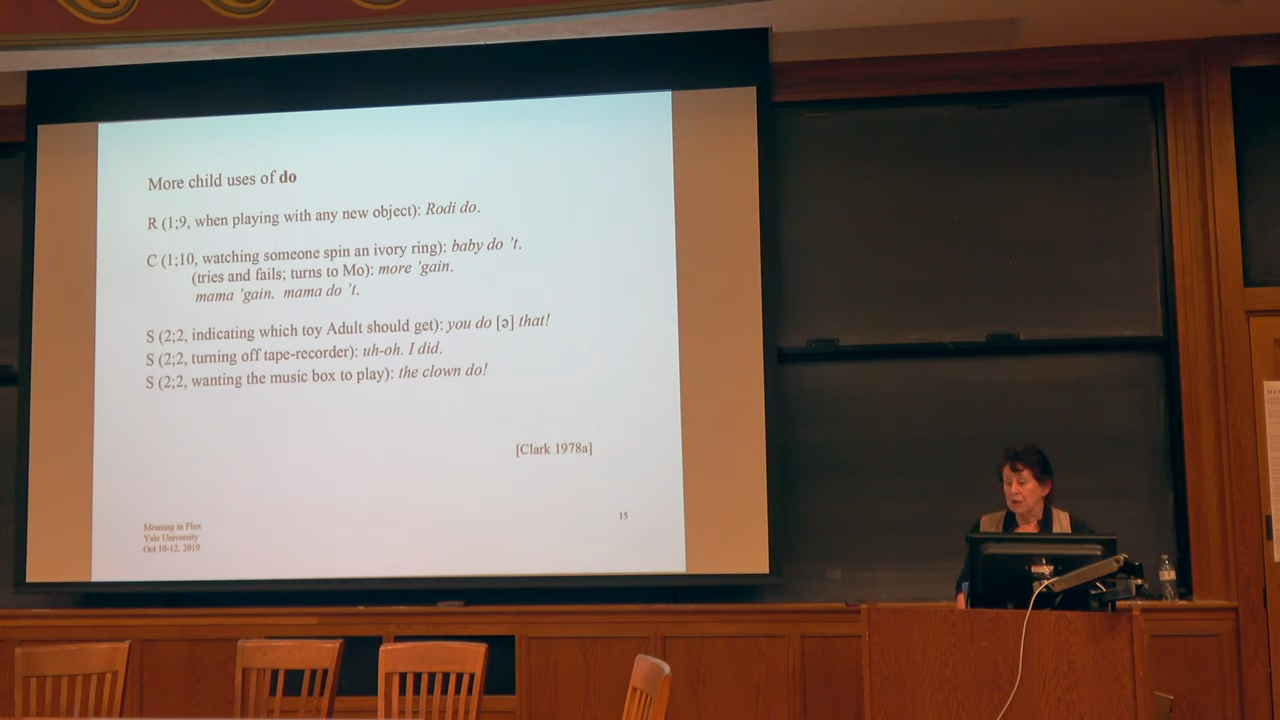 More child uses of do
R (1;9, when playing with any new object): Rodi do.
C (1;10, watching someone spin an ivory ring): baby do 't.
(tries and fails; turns to Mo): more 'gain.
mama 'gain. mama do 't.
S (2;2, indicating which toy Adult should get): you do [ə] that!
S (2;2, turning off tape-recorder): uh-oh. I did.
S (2;2, wanting the music box to play): the clown do!
[Clark 1978a]
Meaning in Flux
Yale University
Oct 10-12, 2019
15